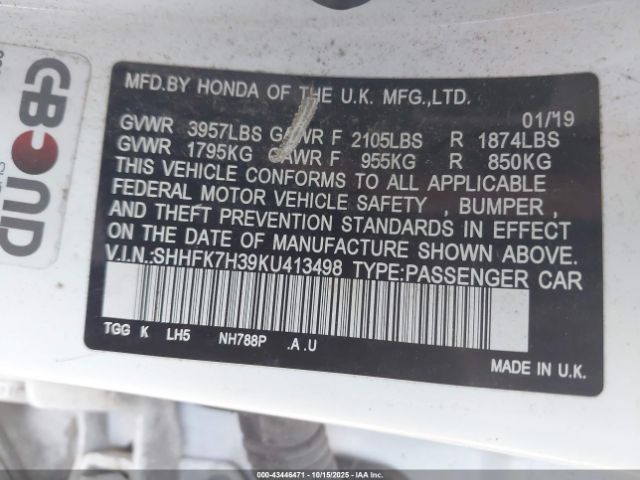 MFD.BY HONDA OF THE U.K. MFG.,LTD.
01/19
GVWR 3957LBS GAWR F 2105LBS R 1874LBS
GVWR 1795KG GAWR F 955KG R 850KG
THIS VEHICLE CONFORMS TO ALL APPLICABLE
FEDERAL MOTOR VEHICLE SAFETY , BUMPER ,
AND THEFT PREVENTION STANDARDS IN EFFECT
ON THE DATE OF MANUFACTURE SHOWN ABOVE.
V.I.N.:SHHFK7H39KU413498 TYPE:PASSENGER CAR
TGG K LH5 NH788P .A .U
MADE IN U.K.
IAA 00-43446471 | 10/15/2025 | COPART